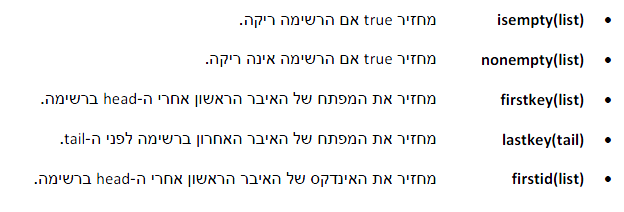 • isempty(list) מחזיר true אם הרשימה ריקה.
• nonempty(list) מחזיר true אם הרשימה אינה ריקה.
• firstkey(list) מחזיר את המפתח של האיבר הראשון אחרי ה-head ברשימה.
• lastkey(tail) מחזיר את המפתח של האיבר האחרון ברשימה לפני ה-tail.
• firstid(list) מחזיר את האינדקס של האיבר הראשון אחרי ה-head ברשימה.